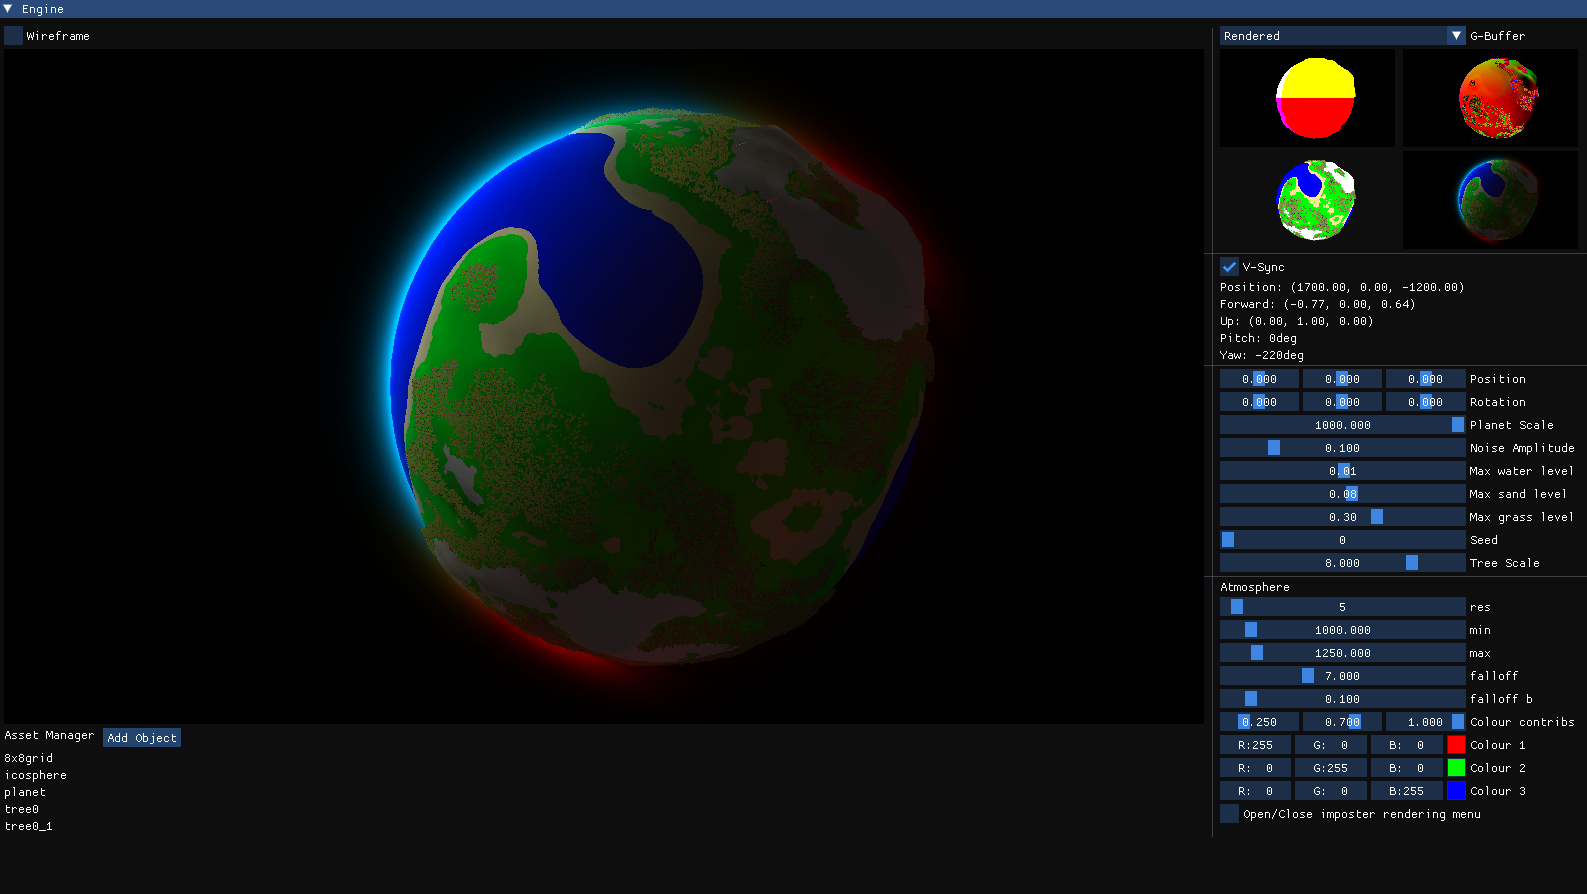 Engine
Wireframe
Rendered G-Buffer
V-Sync
Position: (1700.00, 0.00, -1200.00)
Forward: (-0.77, 0.00, 0.64)
Up: (0.00, 1.00, 0.00)
Pitch: 0deg
Yaw: -220deg
0.000 0.000 0.000 Position
0.000 0.000 0.000 Rotation
1000.000 Planet Scale
0.100 Noise Amplitude
0.01 Max water level
0.08 Max sand level
0.30 Max grass level
0 Seed
8.000 Tree Scale
Atmosphere
5 res
1000.000 min
1250.000 max
7.000 falloff
0.100 falloff b
0.250 0.700 1.000 Colour contribs
R:255 G: 0 B: 0 Colour 1
R: 0 G:255 B: 0 Colour 2
R: 0 G: 0 B:255 Colour 3
Open/Close imposter rendering menu
Asset Manager Add Object
8x8grid
icosphere
planet
tree0
tree0_1